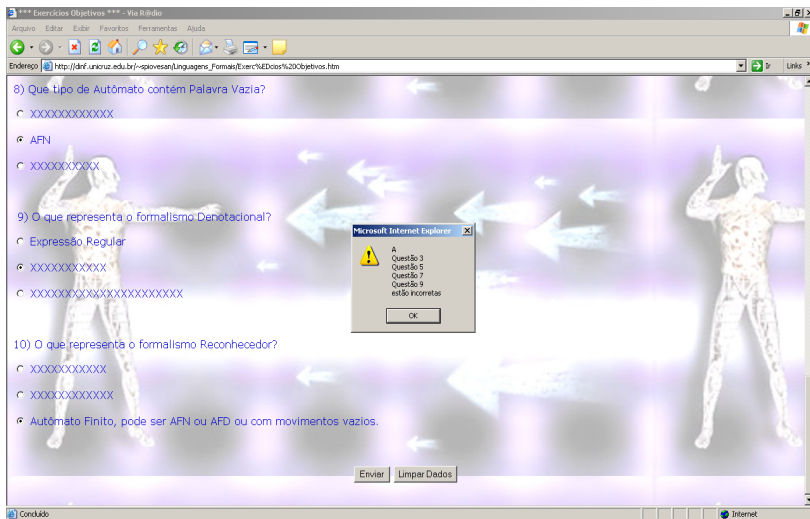 *** Exercícios Objetivos *** - Via R@dio
Arquivo Editar Exibir Favoritos Ferramentas Ajuda
Endereço http://dinf.unicruz.edu.br/~spiovesan/Linguagens_Formais/Exerc%EDcios%20Objetivos.htm Ir Links
8) Que tipo de Autômato contém Palavra Vazia?
XXXXXXXXXXXX
AFN
XXXXXXXXXX
9) O que representa o formalismo Denotacional?
Expressão Regular
XXXXXXXXXXX
XXXXXXXXXXXXXXXXXXXXXX
Microsoft Internet Explorer
A
Questão 3
Questão 5
Questão 7
Questão 9
estão incorretas
OK
10) O que representa o formalismo Reconhecedor?
XXXXXXXXXXX
XXXXXXXXXXXX
Autômato Finito, pode ser AFN ou AFD ou com movimentos vazios.
Enviar Limpar Dados
Concluído Internet